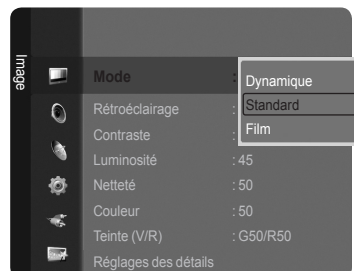 Image
Mode : Dynamique
Standard
Film
Rétroéclairage :
Contraste :
Luminosité : 45
Netteté : 50
Couleur : 50
Teinte (V/R) : G50/R50
Réglages des détails